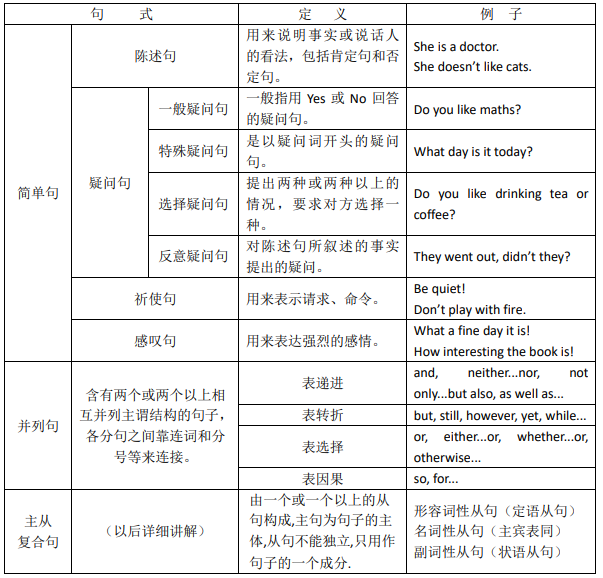 句 式 定 义 例 子
简单句
陈述句
用来说明事实或说话人
的看法，包括肯定句和否
定句。
She is a doctor.
She doesn't like cats.
疑问句
一般疑问句
一般指用 Yes 或 No 回答
的疑问句。
Do you like maths?
特殊疑问句
是以疑问词开头的疑问
句。
What day is it today?
选择疑问句
提出两种或两种以上的
情况，要求对方选择一
种。
Do you like drinking tea or
coffee?
反意疑问句
对陈述句所叙述的事实
提出的疑问。
They went out, didn't they?
祈使句
用来表示请求、命令。
Be quiet!
Don't play with fire.
感叹句
用来表达强烈的感情。
What a fine day it is!
How interesting the book is!
并列句
含有两个或两个以上相
互并列主谓结构的句子，
各分句之间靠连词和分
号等来连接。
表递进
and, neither...nor, not
only...but also, as well as...
表转折
but, still, however, yet, while...
表选择
or, either...or, whether...or,
otherwise...
表因果
so, for...
主从
复合句
（以后详细讲解）
由一个或一个以上的从
句构成,主句为句子的主
体,从句不能独立,只用作
句子的一个成分.
形容词性从句（定语从句）
名词性从句（主宾表同）
副词性从句（状语从句）